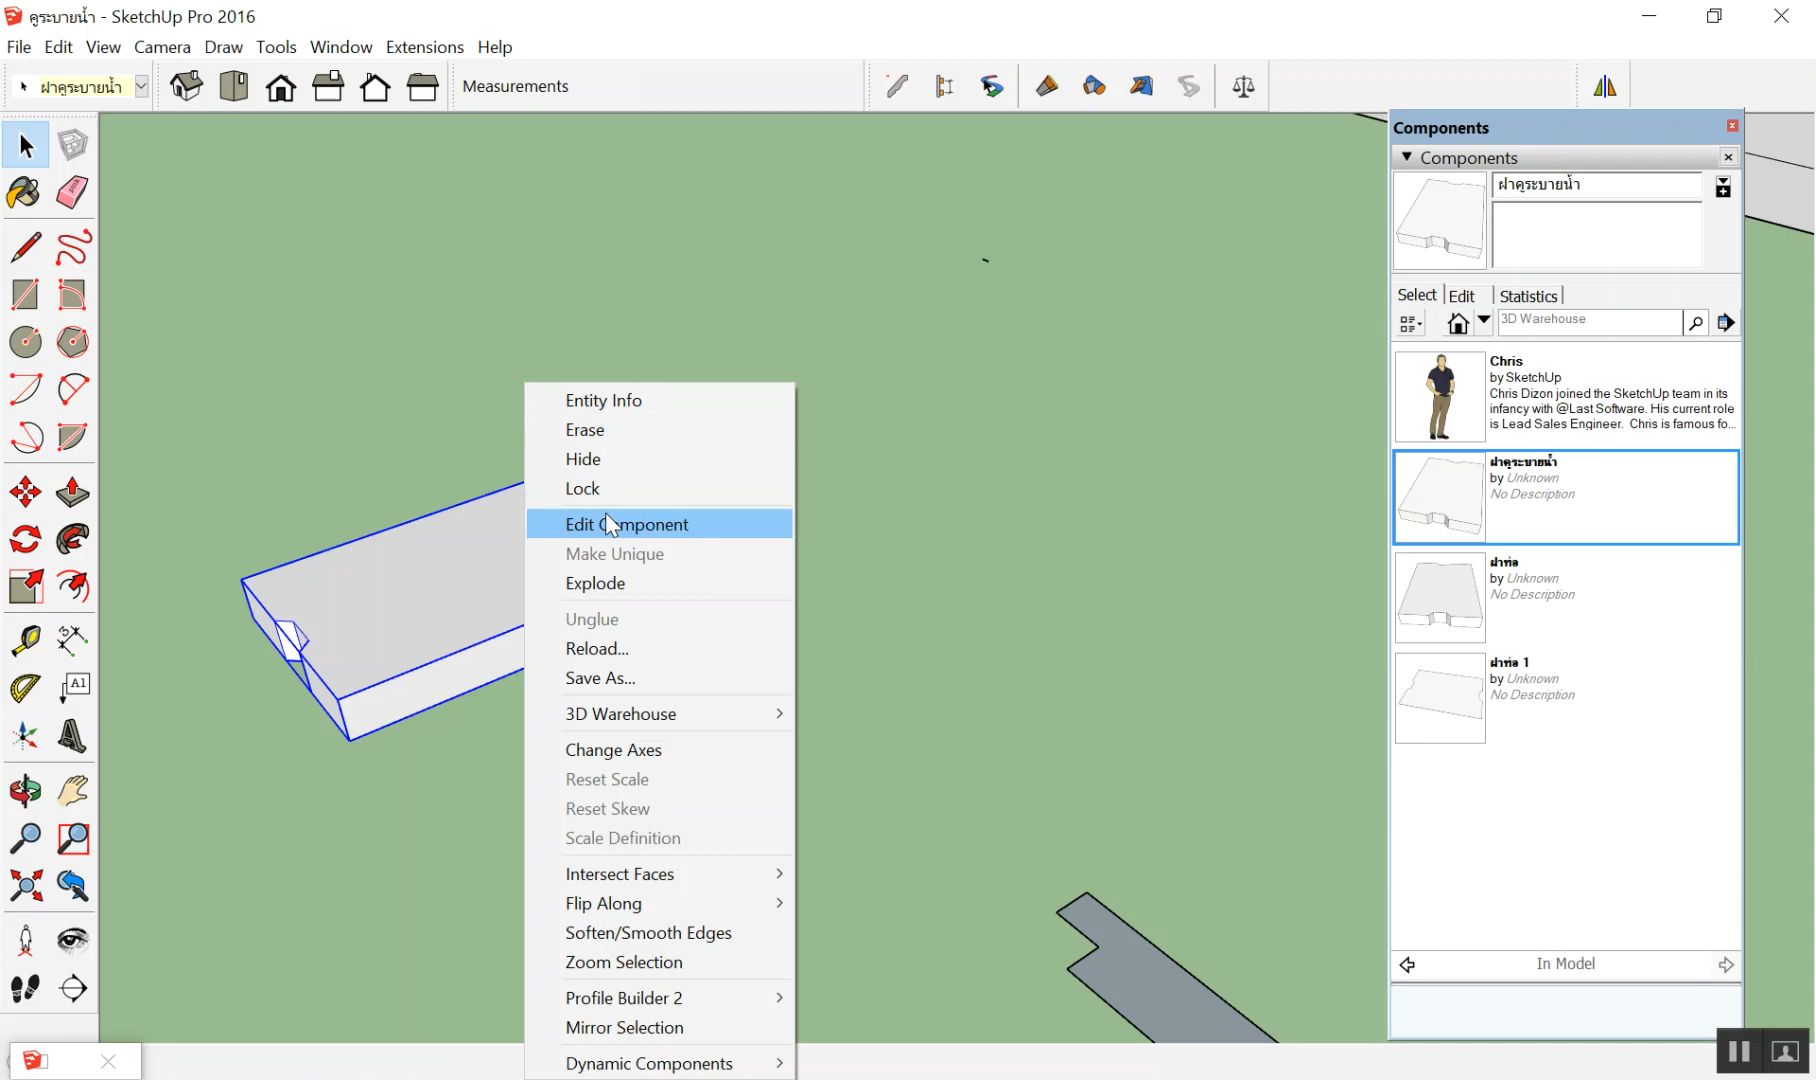 คูระบายน้ำ - SketchUp Pro 2016
File Edit View Camera Draw Tools Window Extensions Help
ฝาคูระบายน้ำ
Measurements
A1
Components
Components
ฝาคูระบายน้ำ
Select Edit Statistics
3D Warehouse
Chris
by SketchUp
Chris Dizon joined the SketchUp team in its
infancy with @Last Software. His current role
is Lead Sales Engineer. Chris is famous fo...
ฝาคูระบายน้ำ
by Unknown
No Description
ฝาท่อ
by Unknown
No Description
ฝาท่อ 1
by Unknown
No Description
In Model
Entity Info
Erase
Hide
Lock
Edit Component
Make Unique
Explode
Unglue
Reload...
Save As...
3D Warehouse
Change Axes
Reset Scale
Reset Skew
Scale Definition
Intersect Faces
Flip Along
Soften/Smooth Edges
Zoom Selection
Profile Builder 2
Mirror Selection
Dynamic Components